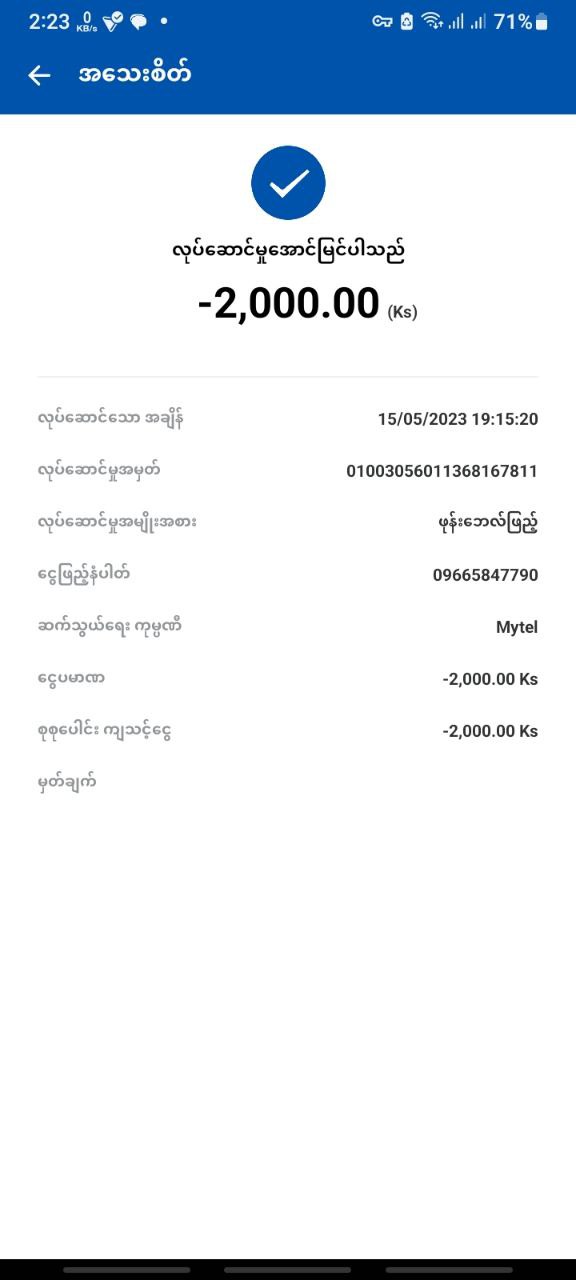 2:23 0 KB/s 71%
အသေးစိတ်
လုပ်ဆောင်မှုအောင်မြင်ပါသည်
-2,000.00 (Ks)
လုပ်ဆောင်သော အချိန် 15/05/2023 19:15:20
လုပ်ဆောင်မှုအမှတ် 01003056011368167811
လုပ်ဆောင်မှုအမျိုးအစား ဖုန်းဘေလ်ဖြည့်
ငွေဖြည့်နံပါတ် 09665847790
ဆက်သွယ်ရေး ကုမ္ပဏီ Mytel
ငွေပမာဏ -2,000.00 Ks
စုစုပေါင်း ကျသင့်ငွေ -2,000.00 Ks
မှတ်ချက်